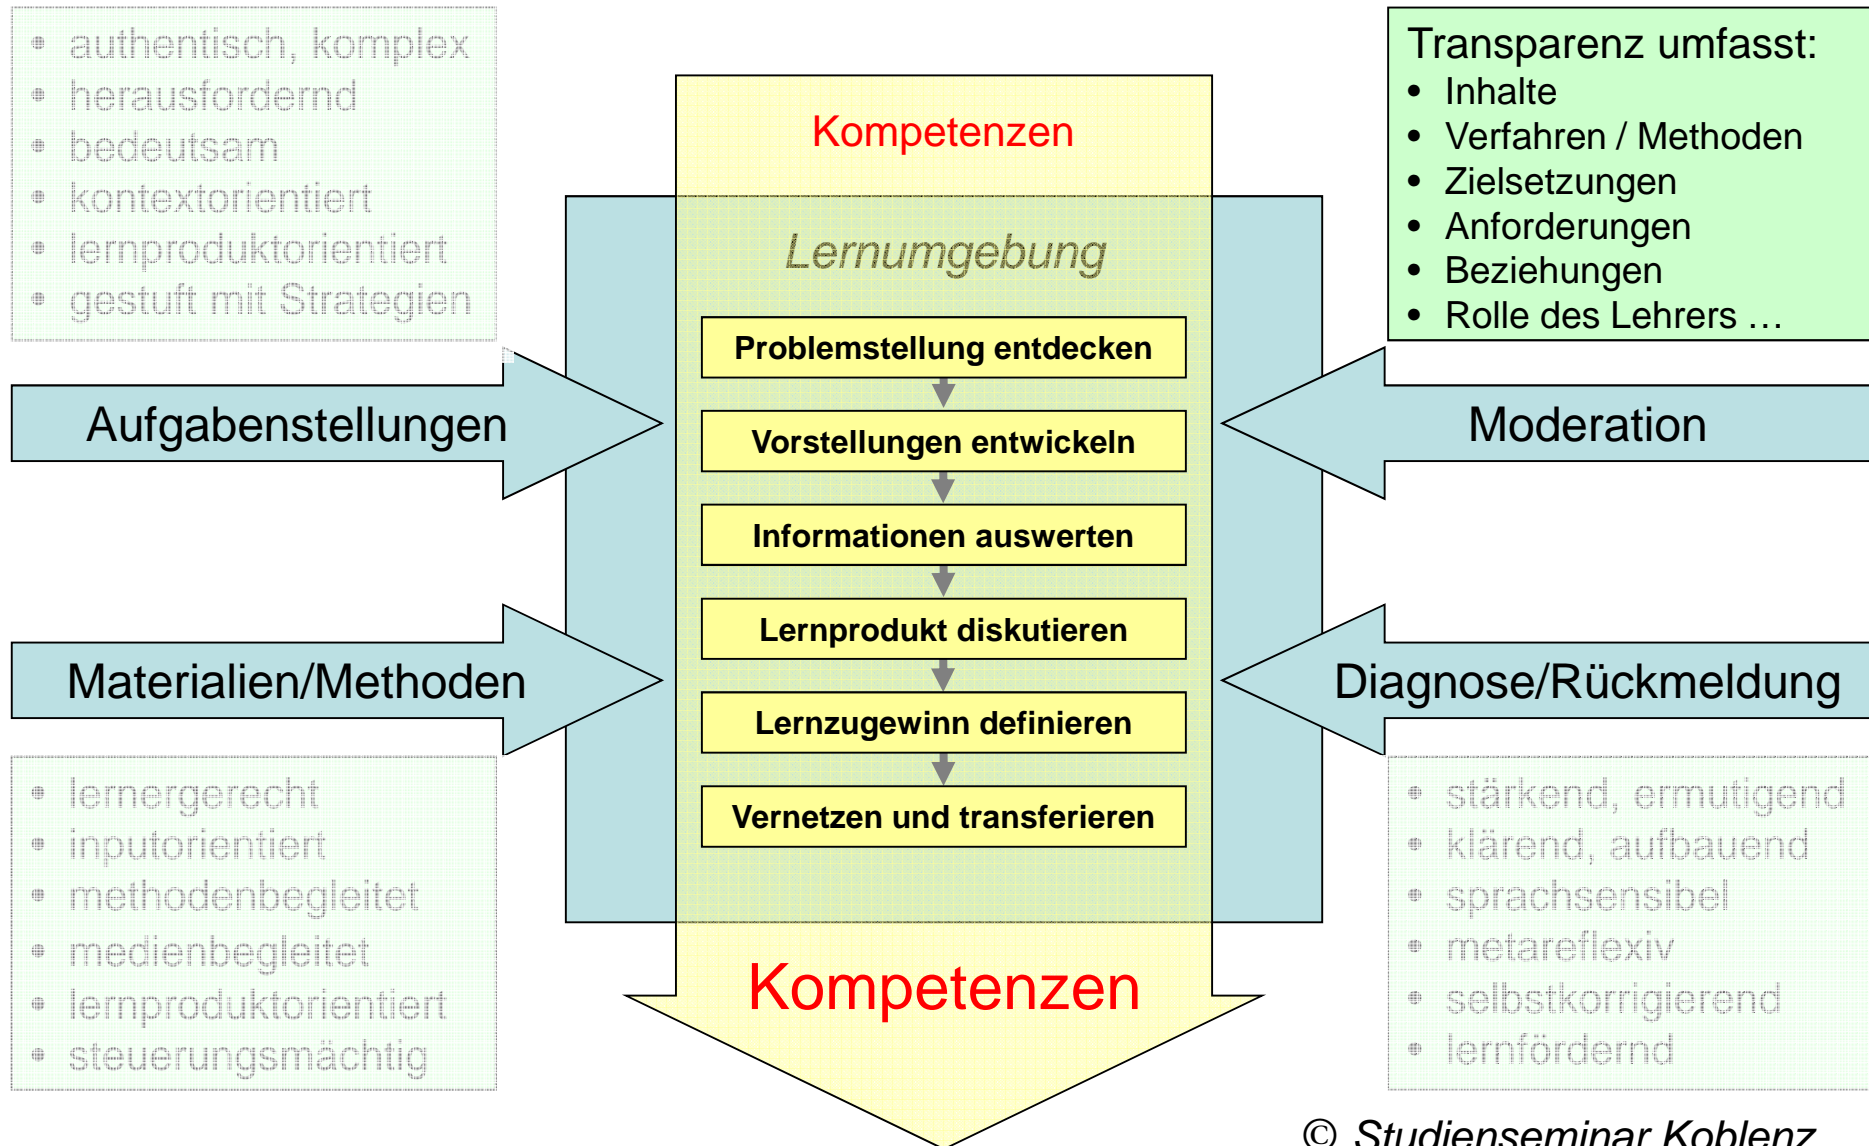 • authentisch, komplex
• herausfordernd
• bedeutsam
• kontextorientiert
• lernproduktorientiert
• gestuft mit Strategien
Transparenz umfasst:
• Inhalte
• Verfahren / Methoden
• Zielsetzungen
• Anforderungen
• Beziehungen
• Rolle des Lehrers …
Kompetenzen
Lernumgebung
Problemstellung entdecken
Vorstellungen entwickeln
Informationen auswerten
Lernprodukt diskutieren
Lernzugewinn definieren
Vernetzen und transferieren
Kompetenzen
Aufgabenstellungen
Moderation
Materialien/Methoden
Diagnose/Rückmeldung
• lernergerecht
• inputorientiert
• methodenbegleitet
• medienbegleitet
• lernproduktorientiert
• steuerungsmächtig
• stärkend, ermutigend
• klärend, aufbauend
• sprachsensibel
• metareflexiv
• selbstkorrigierend
• lernfördernd
© Studienseminar Koblenz